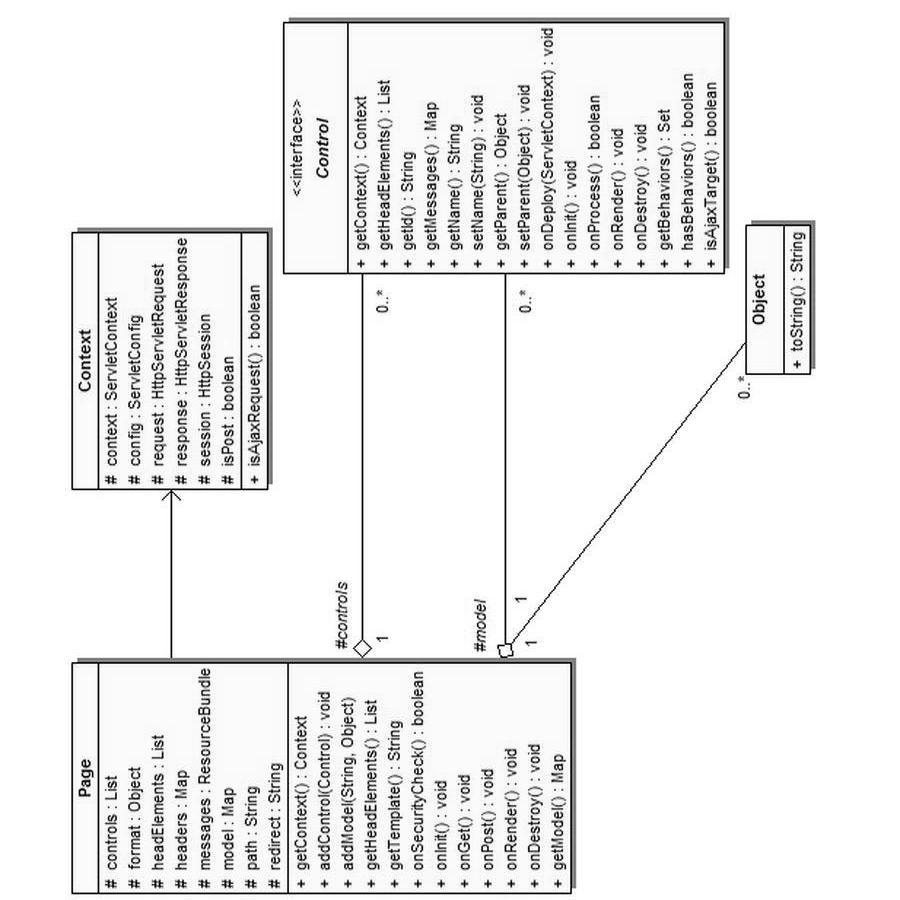 Page
# controls : List
# format : Object
# headElements : List
# headers : Map
# messages : ResourceBundle
# model : Map
# path : String
# redirect : String
+ getContext() : Context
+ addControl(Control) : void
+ addModel(String, Object)
+ getHeadElements() : List
+ getTemplate() : String
+ onSecurityCheck() : boolean
+ onInit() : void
+ onGet() : void
+ onPost() : void
+ onRender() : void
+ onDestroy() : void
+ getModel() : Map
#controls
1
0..*
#model
1
0..*
1
0..*
Context
# context : ServletContext
# config : ServletConfig
# request : HttpServletRequest
# response : HttpServletResponse
# session : HttpSession
# isPost : boolean
+ isAjaxRequest() : boolean
<<interface>>
Control
+ getContext() : Context
+ getHeadElements() : List
+ getId() : String
+ getMessages() : Map
+ getName() : String
+ setName(String) : void
+ getParent() : Object
+ setParent(Object) : void
+ onDeploy(ServletContext) : void
+ onInit() : void
+ onProcess() : boolean
+ onRender() : void
+ onDestroy() : void
+ getBehaviors() : Set
+ hasBehaviors() : boolean
+ isAjaxTarget() : boolean
Object
+ toString() : String